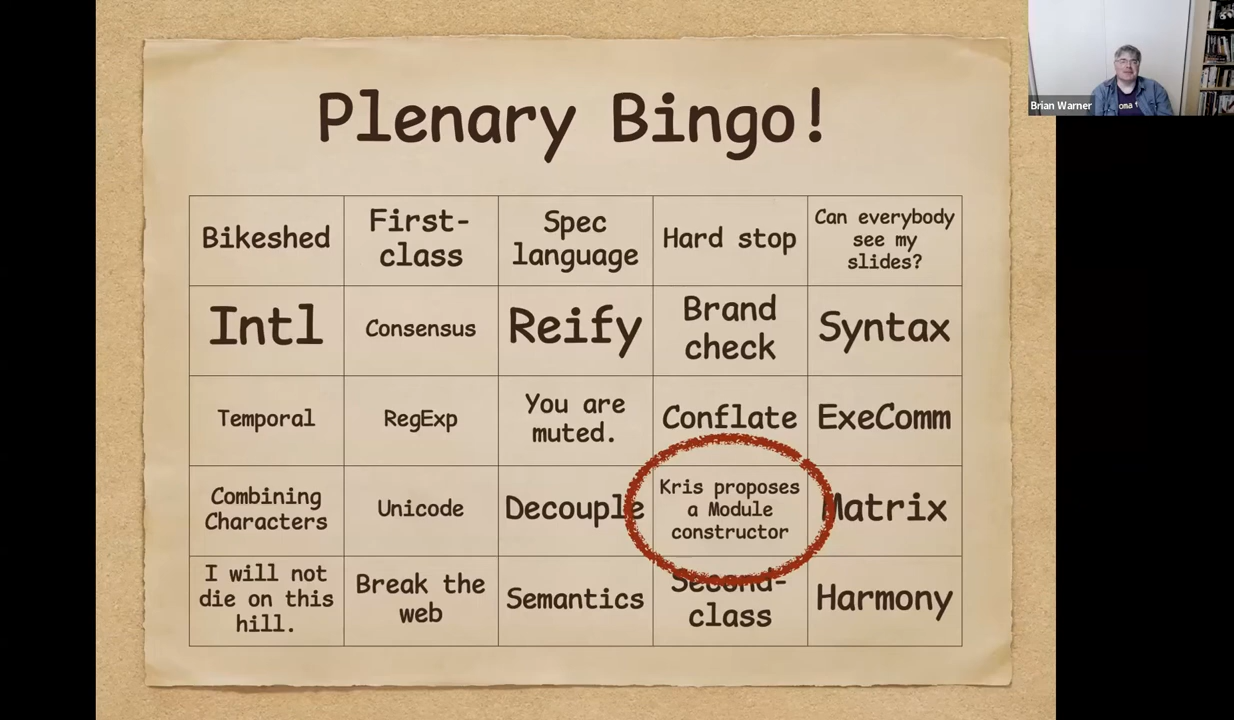 Plenary Bingo!
Brian Warner
oma
Bikeshed
First-
class
Spec
language
Hard stop
Can everybody
see my
slides?
Intl
Consensus
Reify
Brand
check
Syntax
Temporal
RegExp
You are
muted.
Conflate
ExeComm
Combining
Characters
Unicode
Decouple
Kris proposes
a Module
constructor
Matrix
I will not
die on this
hill.
Break the
web
Semantics
Second-
class
Harmony